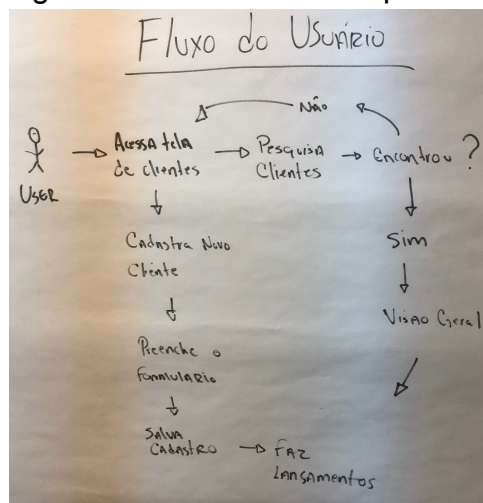 Fluxo do Usuário
Não
USER
Acessa tela
de clientes
Pesquisa
Clientes
Encontrou ?
Cadastra Novo
Cliente
Sim
Visão Geral
Preenche o
Formulario
Salva
Cadastro
Faz
Lansamentos